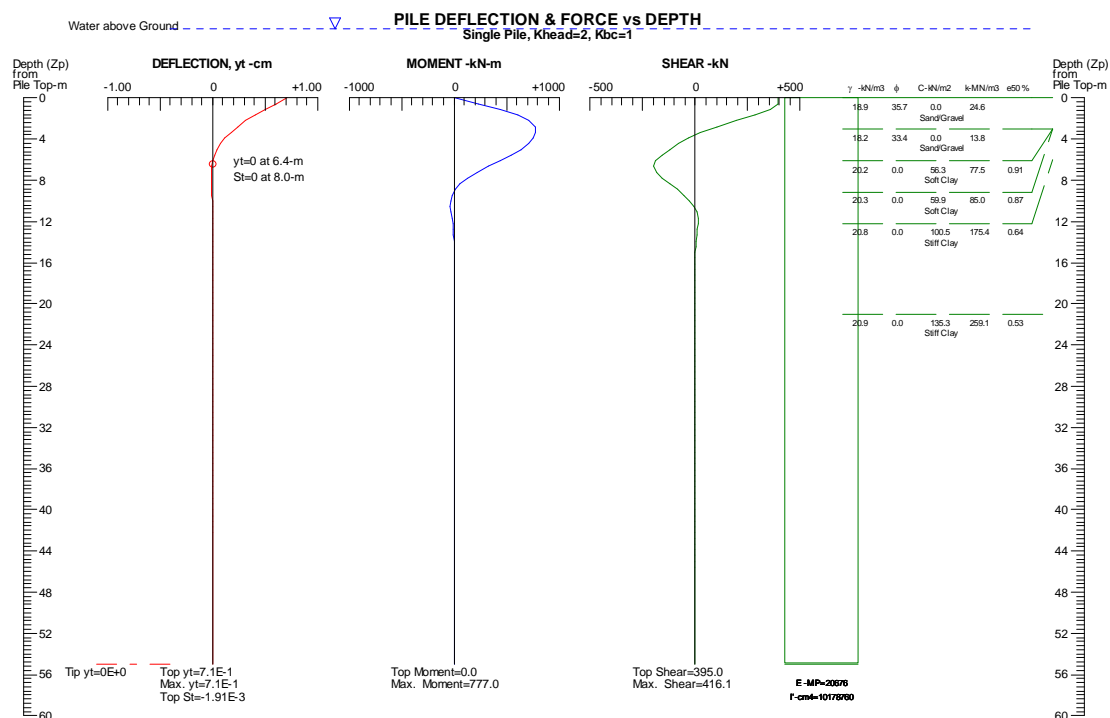 PILE DEFLECTION & FORCE vs DEPTH
Water above Ground
Single Pile, Khead=2, Kbc=1
Depth (Zp)
from
Pile Top-m
DEFLECTION, yt -cm
-1.00 0 +1.00
MOMENT -kN-m
-1000 0 +1000
SHEAR -kN
-500 0 +500
Depth (Zp)
from
Pile Top-m
γ -kN/m3 ϕ C-kN/m2 k-MN/m3 e50 %
0
4
8
12
16
20
24
28
32
36
40
44
48
52
56
60
yt=0 at 6.4-m
St=0 at 8.0-m
18.9 35.7 0.0 24.6
Sand/Gravel
18.2 33.4 0.0 13.8
Sand/Gravel
20.2 0.0 56.3 77.5 0.91
Soft Clay
20.3 0.0 59.9 85.0 0.87
Soft Clay
20.8 0.0 100.5 175.4 0.64
Stiff Clay
20.9 0.0 135.3 259.1 0.53
Stiff Clay
0
4
8
12
16
20
24
28
32
36
40
44
48
52
56
60
Tip yt=0E+0
Top yt=7.1E-1
Max. yt=7.1E-1
Top St=-1.91E-3
Top Moment=0.0
Max. Moment=777.0
Top Shear=395.0
Max. Shear=416.1
E -MP=20676
I'-cm4=10178760